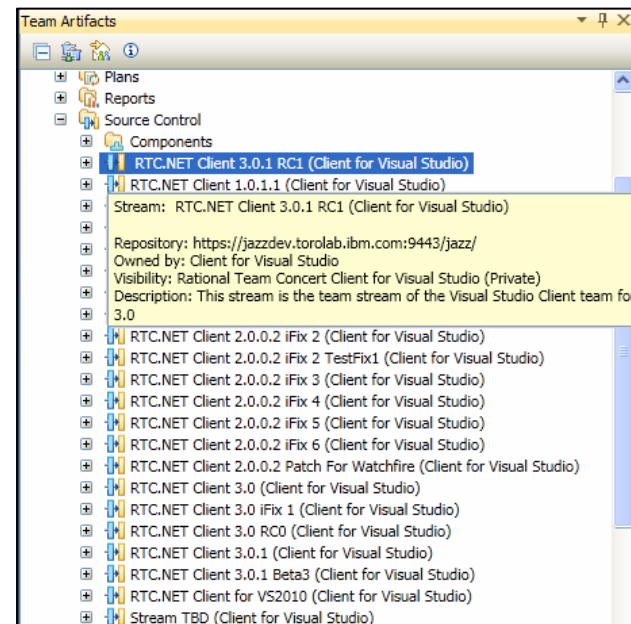 Team Artifacts
Plans
Reports
Source Control
Components
RTC.NET Client 3.0.1 RC1 (Client for Visual Studio)
RTC.NET Client 1.0.1.1 (Client for Visual Studio)
Stream: RTC.NET Client 3.0.1 RC1 (Client for Visual Studio)
Repository: https://jazzdev.torolab.ibm.com:9443/jazz/
Owned by: Client for Visual Studio
Visibility: Rational Team Concert Client for Visual Studio (Private)
Description: This stream is the team stream of the Visual Studio Client team fo
3.0
RTC.NET Client 2.0.0.2 iFix 2 (Client for Visual Studio)
RTC.NET Client 2.0.0.2 iFix 2 TestFix1 (Client for Visual Studio)
RTC.NET Client 2.0.0.2 iFix 3 (Client for Visual Studio)
RTC.NET Client 2.0.0.2 iFix 4 (Client for Visual Studio)
RTC.NET Client 2.0.0.2 iFix 5 (Client for Visual Studio)
RTC.NET Client 2.0.0.2 iFix 6 (Client for Visual Studio)
RTC.NET Client 2.0.0.2 Patch For Watchfire (Client for Visual Studio)
RTC.NET Client 3.0 (Client for Visual Studio)
RTC.NET Client 3.0 iFix 1 (Client for Visual Studio)
RTC.NET Client 3.0 RC0 (Client for Visual Studio)
RTC.NET Client 3.0.1 (Client for Visual Studio)
RTC.NET Client 3.0.1 Beta3 (Client for Visual Studio)
RTC.NET Client for VS2010 (Client for Visual Studio)
Stream TBD (Client for Visual Studio)